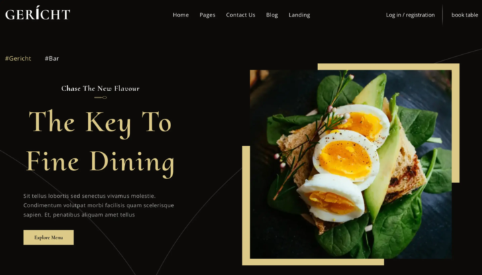 GERÍCHT
Home Pages Contact Us Blog Landing
Log in / registration book table
#Gericht #Bar
Chase The New Flavour
The Key To
Fine Dining
Sit tellus lobortis sed senectus vivamus molestie.
Condimentum volutpat morbi facilisis quam scelerisque
sapien. Et, penatibus aliquam amet tellus
Explore Menu